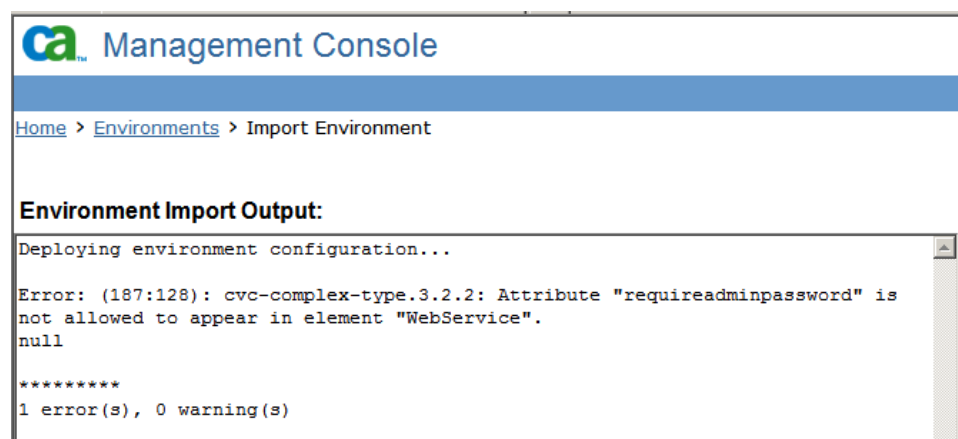 ca™ Management Console
Home > Environments > Import Environment
Environment Import Output:
Deploying environment configuration...
Error: (187:128): cvc-complex-type.3.2.2: Attribute "requireadminpassword" is
not allowed to appear in element "WebService".
null
*********
1 error(s), 0 warning(s)